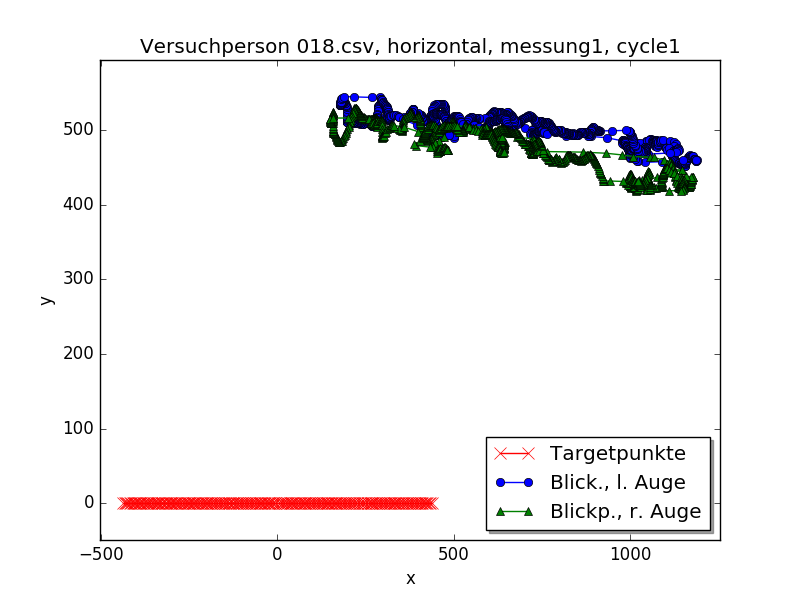 Versuchperson 018.csv, horizontal, messung1, cycle1
y
500
400
300
200
100
0
−500
0
500
1000
x
Targetpunkte
Blick., l. Auge
Blickp., r. Auge